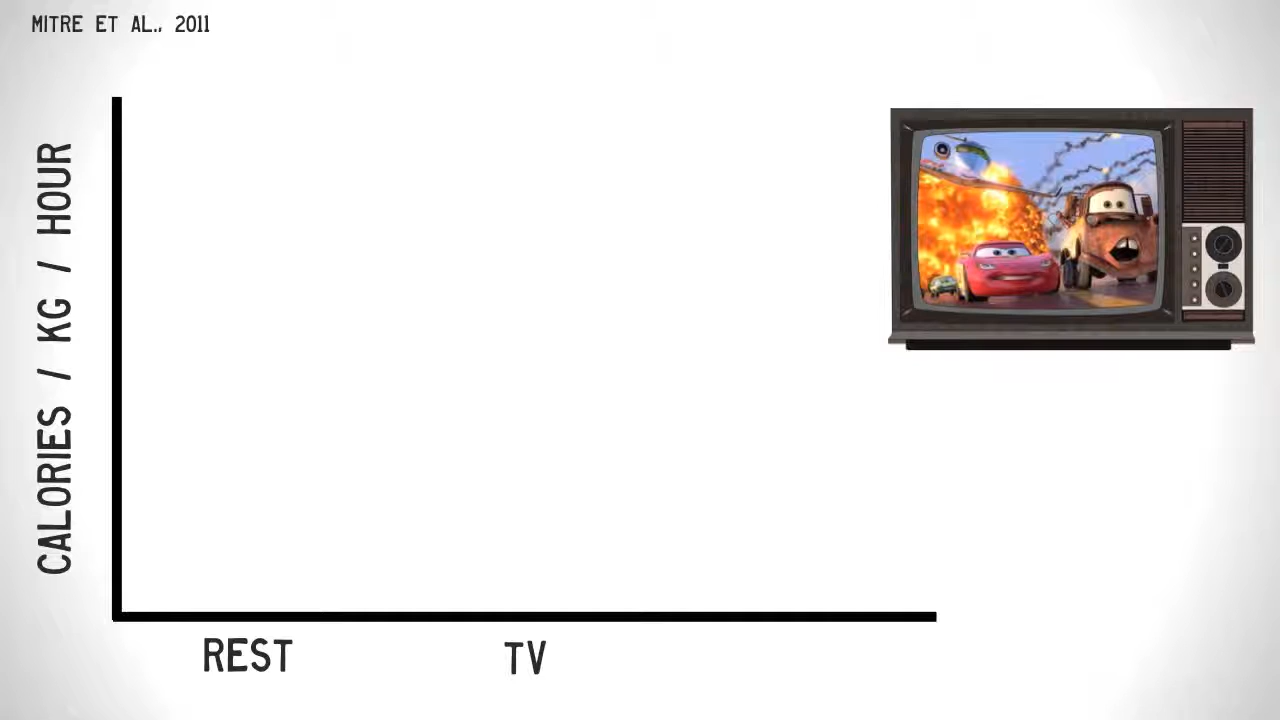 MITRE ET AL., 2011
CALORIES / KG / HOUR
REST
TV